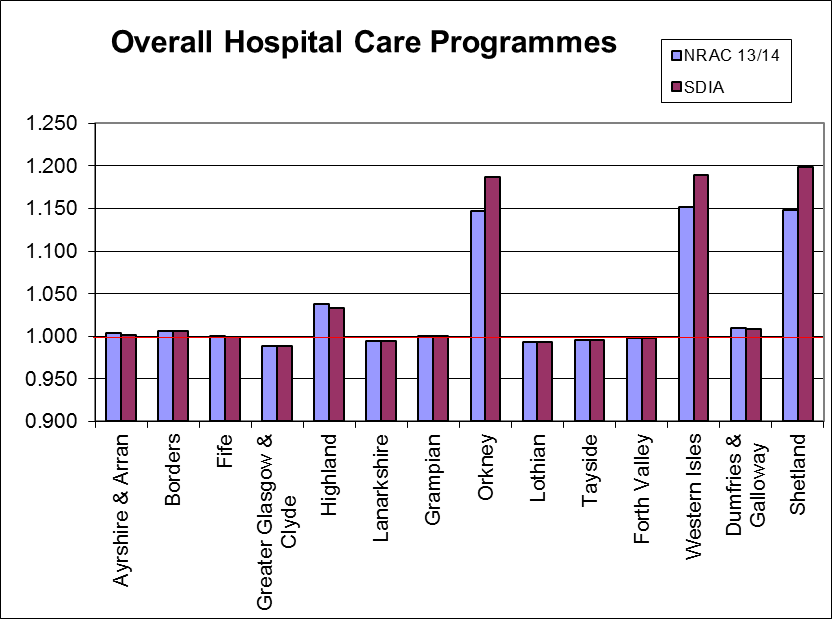 Overall Hospital Care Programmes
NRAC 13/14
SDIA
1.250
1.200
1.150
1.100
1.050
1.000
0.950
0.900
Ayrshire & Arran
Borders
Fife
Greater Glasgow &
Clyde
Highland
Lanarkshire
Grampian
Orkney
Lothian
Tayside
Forth Valley
Western Isles
Dumfries &
Galloway
Shetland